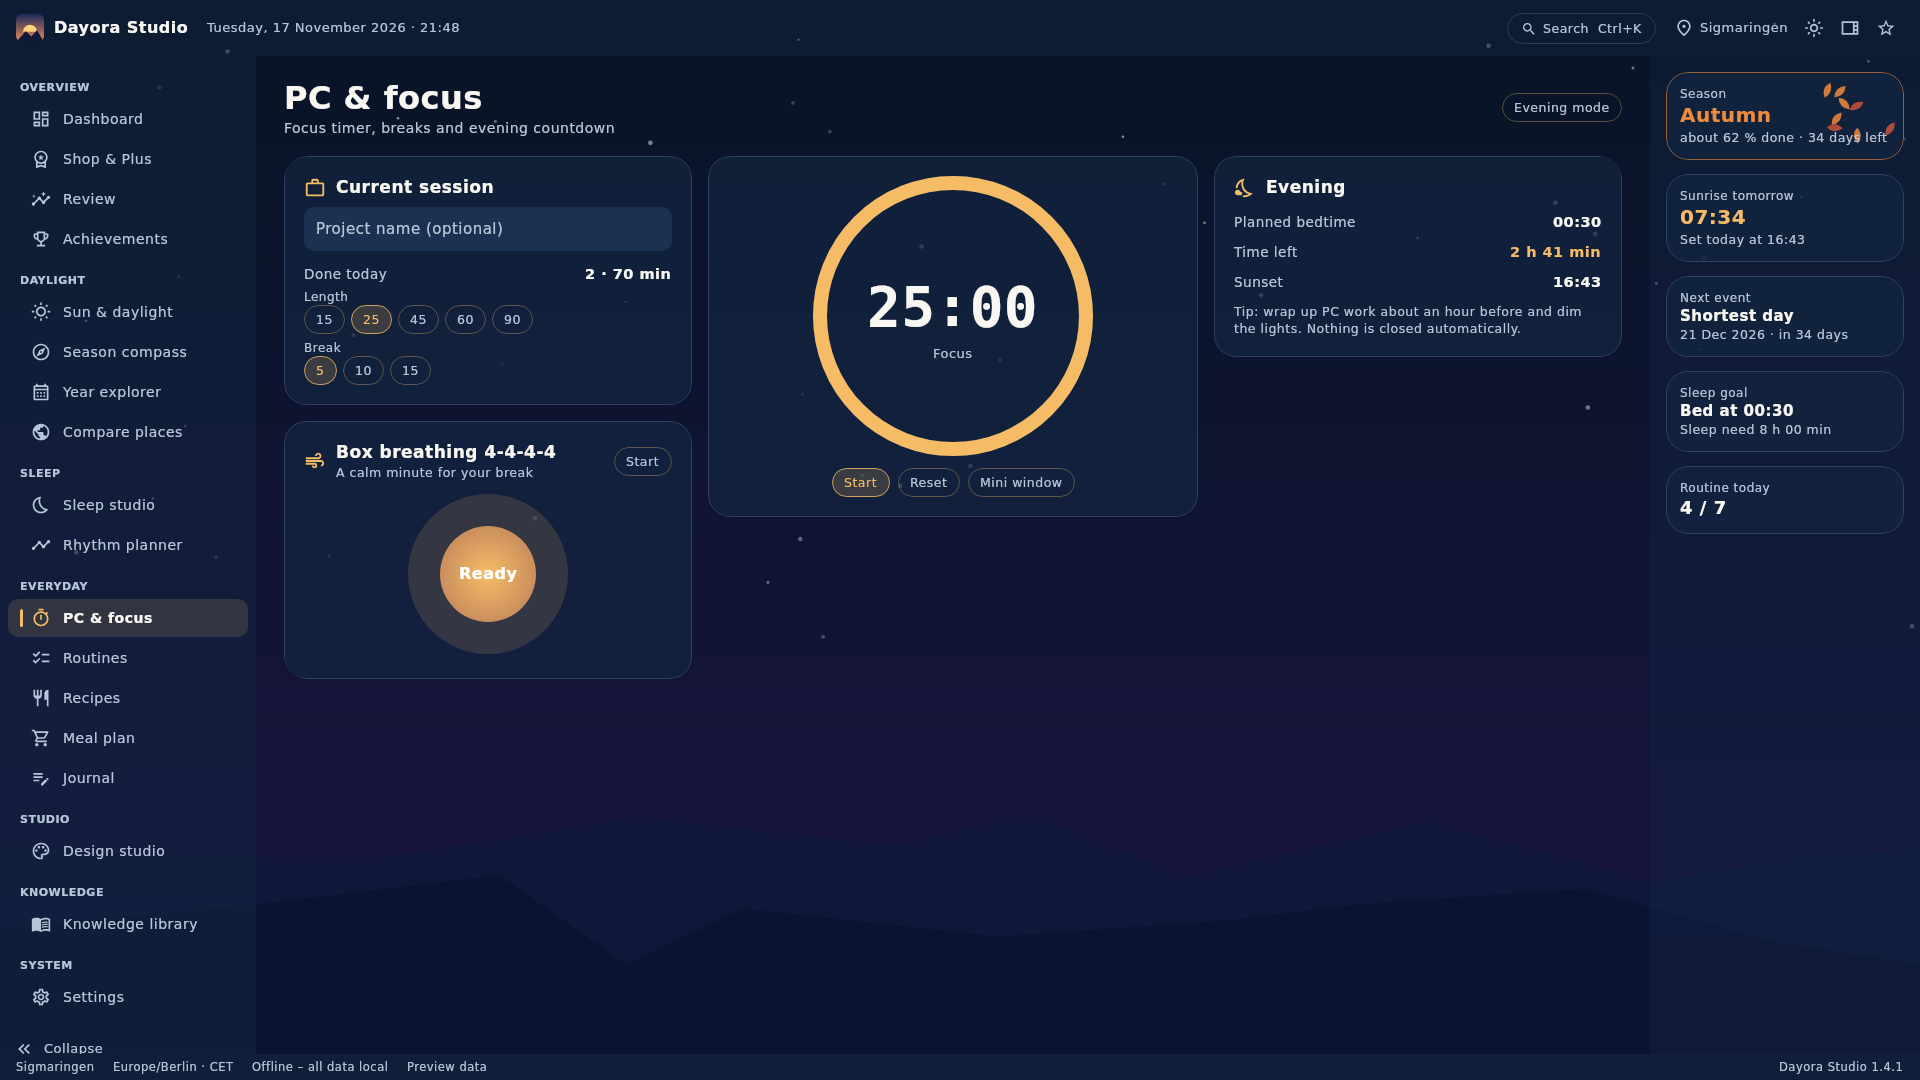 Dayora Studio
Tuesday, 17 November 2026 · 21:48
Search Ctrl+K
Sigmaringen
OVERVIEW
Dashboard
Shop & Plus
Review
Achievements
DAYLIGHT
Sun & daylight
Season compass
Year explorer
Compare places
SLEEP
Sleep studio
Rhythm planner
EVERYDAY
PC & focus
Routines
Recipes
Meal plan
Journal
STUDIO
Design studio
KNOWLEDGE
Knowledge library
SYSTEM
Settings
Collapse
PC & focus
Focus timer, breaks and evening countdown
Evening mode
Current session
Project name (optional)
Done today 2 · 70 min
Length
15 25 45 60 90
Break
5 10 15
Box breathing 4-4-4-4
A calm minute for your break
Start
Ready
25:00
Focus
Start Reset Mini window
Evening
Planned bedtime 00:30
Time left 2 h 41 min
Sunset 16:43
Tip: wrap up PC work about an hour before and dim
the lights. Nothing is closed automatically.
Season
Autumn
about 62 % done · 34 days left
Sunrise tomorrow
07:34
Set today at 16:43
Next event
Shortest day
21 Dec 2026 · in 34 days
Sleep goal
Bed at 00:30
Sleep need 8 h 00 min
Routine today
4 / 7
Sigmaringen Europe/Berlin · CET Offline – all data local Preview data
Dayora Studio 1.4.1